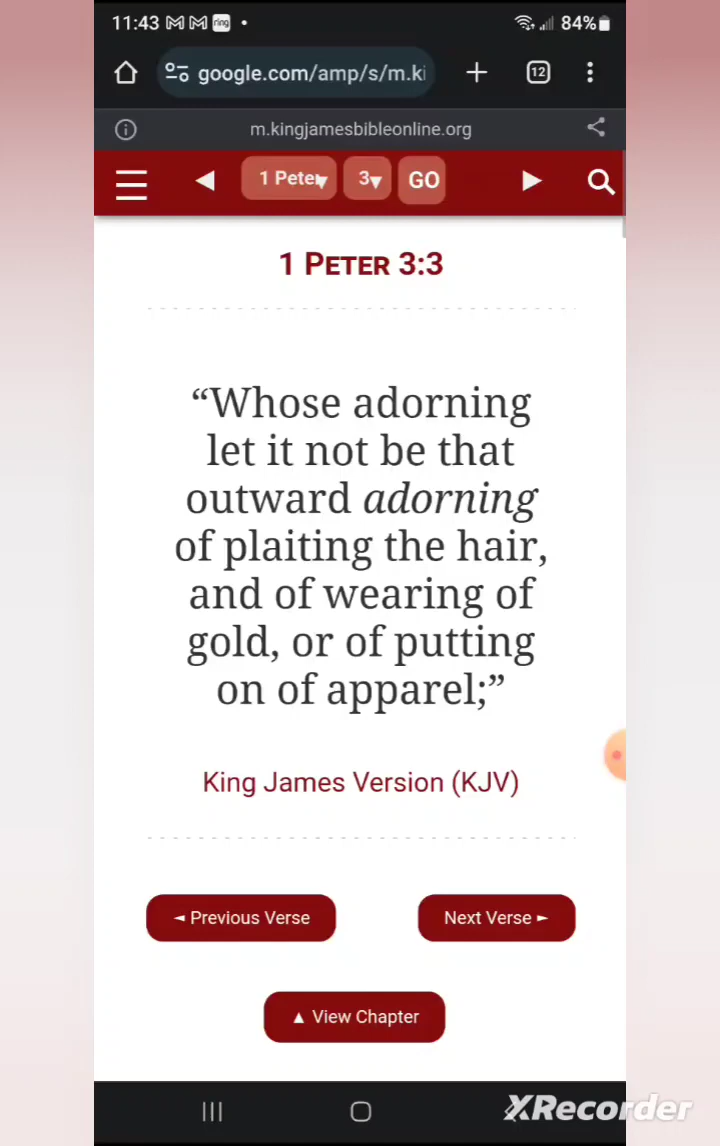 11:43 ring 84%
google.com/amp/s/m.ki 12
m.kingjamesbibleonline.org
1 Peter 3 GO
1 PETER 3:3
“Whose adorning
let it not be that
outward adorning
of plaiting the hair,
and of wearing of
gold, or of putting
on of apparel;”
King James Version (KJV)
◄ Previous Verse Next Verse ►
▲ View Chapter
XRecorder